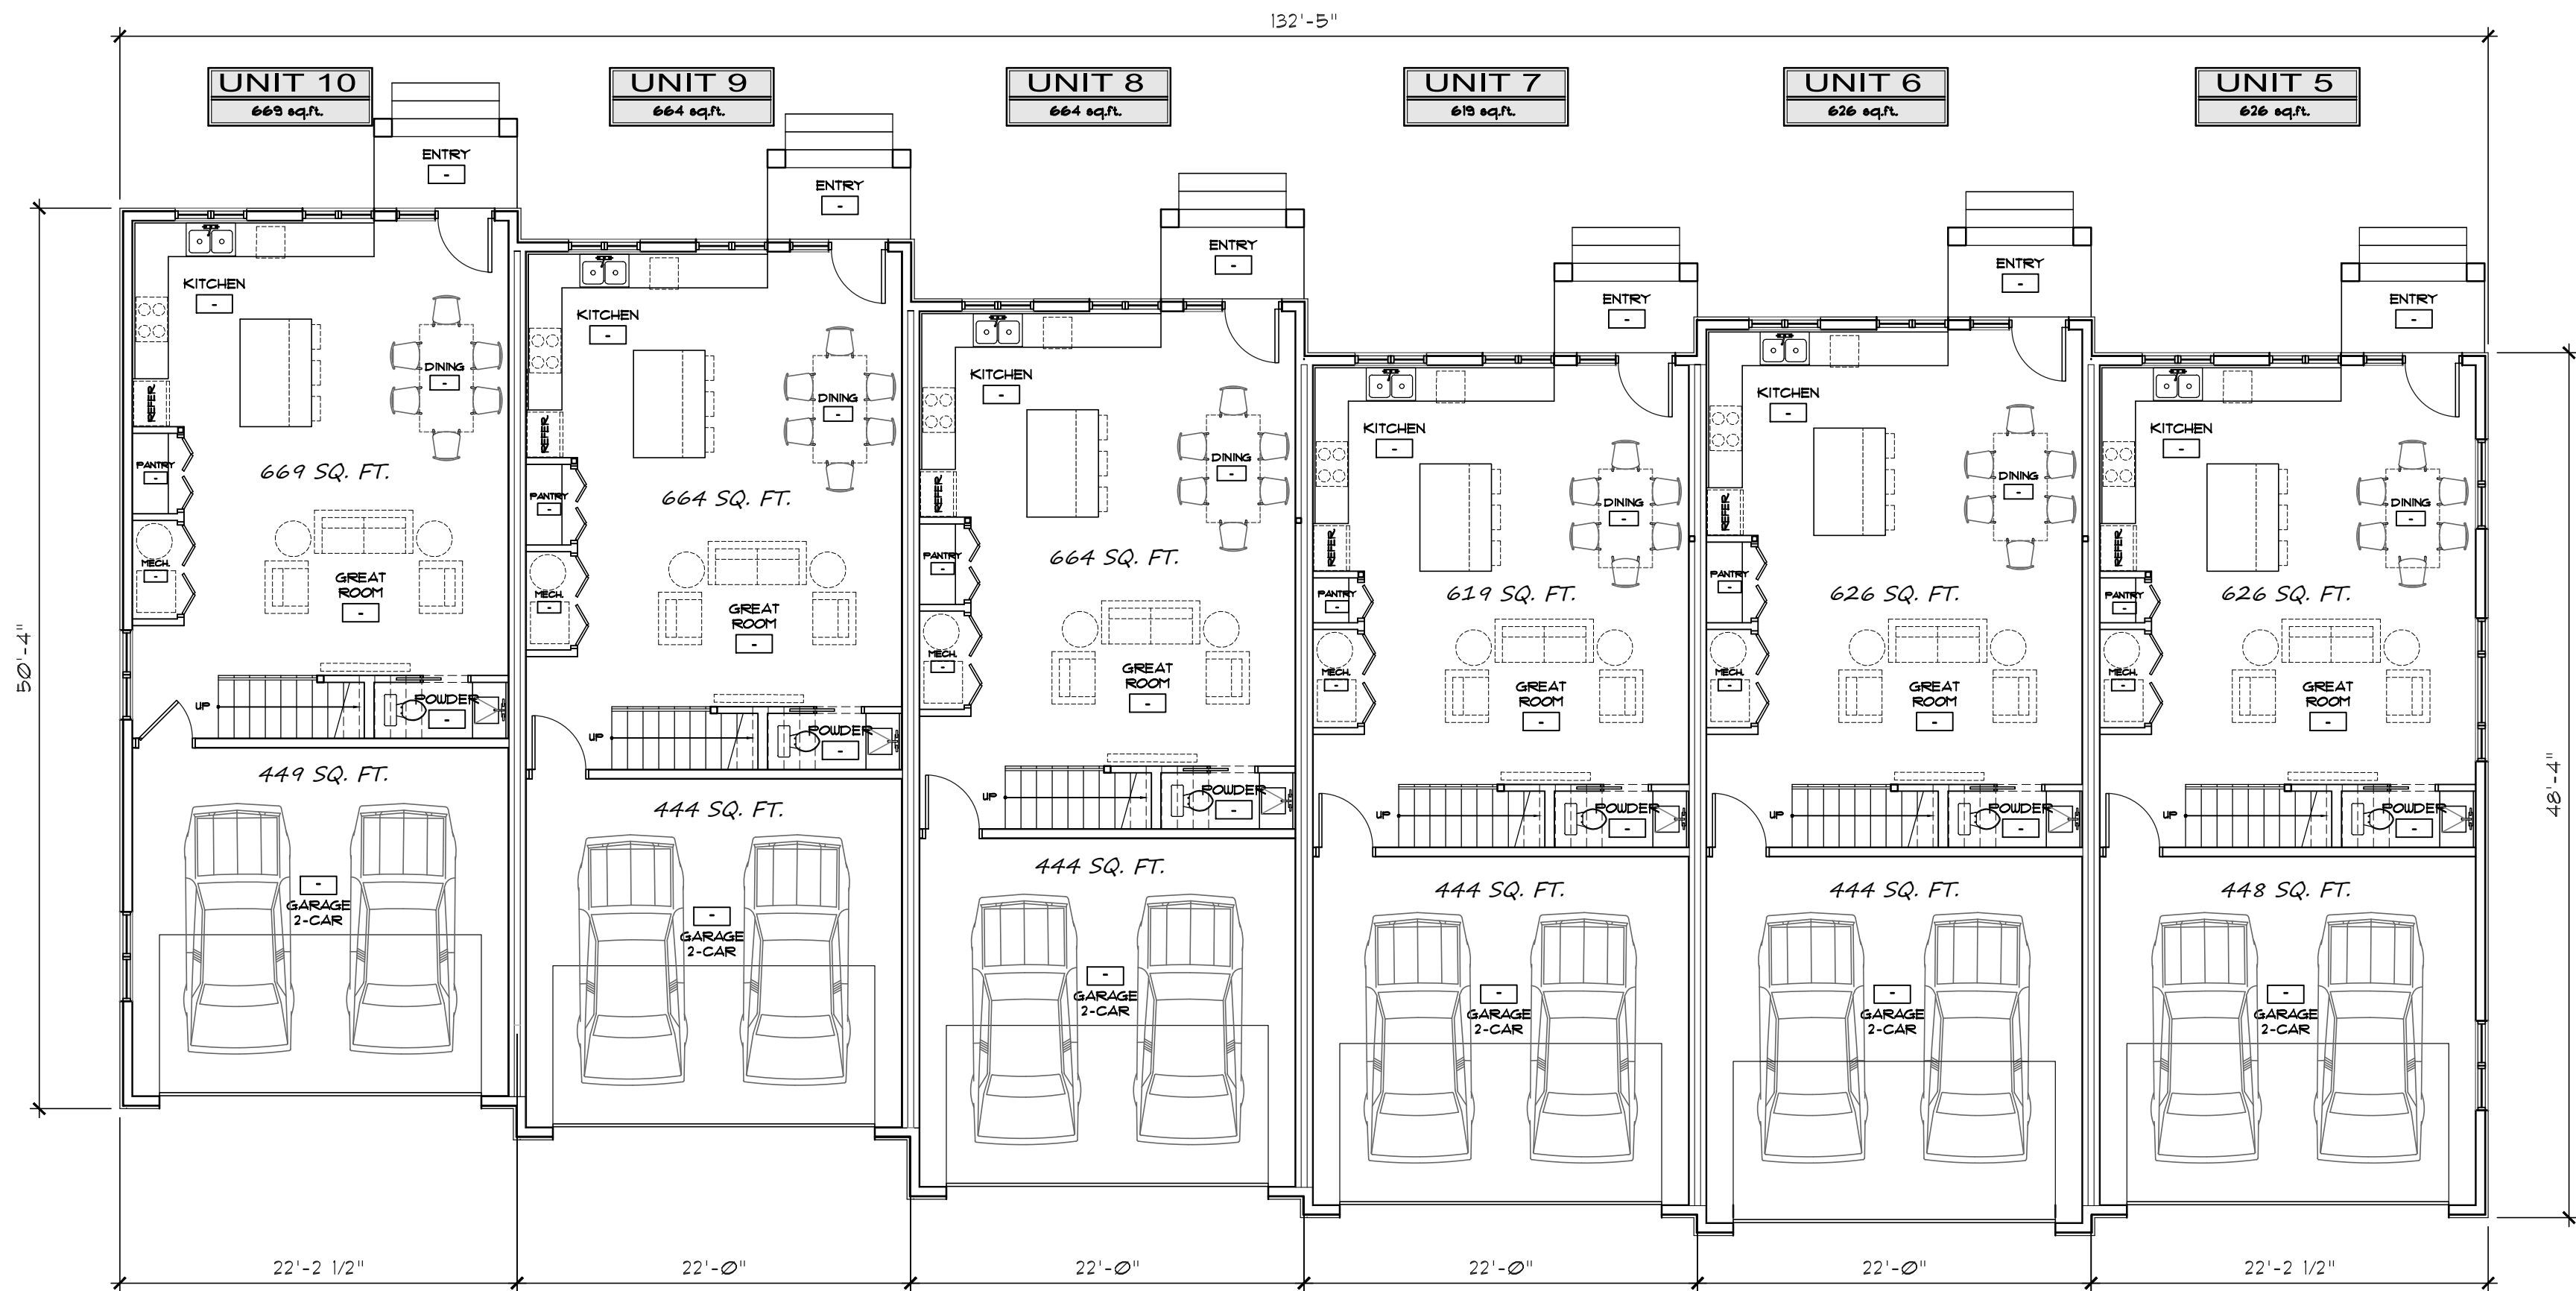 132'-5"
UNIT 10
669 sq.ft.
UNIT 9
664 sq.ft.
UNIT 8
664 sq.ft.
UNIT 7
619 sq.ft.
UNIT 6
626 sq.ft.
UNIT 5
626 sq.ft.
50'-4"
48'-4"
ENTRY
-
KITCHEN
-
DINING
-
REFER.
PANTRY
-
669 SQ. FT.
MECH.
-
GREAT
ROOM
-
UP
POWDER
-
449 SQ. FT.
-
GARAGE
2-CAR
ENTRY
-
KITCHEN
-
DINING
-
REFER.
PANTRY
-
664 SQ. FT.
MECH.
-
GREAT
ROOM
-
UP
POWDER
-
444 SQ. FT.
-
GARAGE
2-CAR
ENTRY
-
KITCHEN
-
DINING
-
REFER.
PANTRY
-
664 SQ. FT.
MECH.
-
GREAT
ROOM
-
UP
POWDER
-
444 SQ. FT.
-
GARAGE
2-CAR
ENTRY
-
KITCHEN
-
DINING
-
REFER.
PANTRY
-
619 SQ. FT.
MECH.
-
GREAT
ROOM
-
UP
POWDER
-
444 SQ. FT.
-
GARAGE
2-CAR
ENTRY
-
KITCHEN
-
DINING
-
REFER.
PANTRY
-
626 SQ. FT.
MECH.
-
GREAT
ROOM
-
UP
POWDER
-
444 SQ. FT.
-
GARAGE
2-CAR
ENTRY
-
KITCHEN
-
DINING
-
REFER.
PANTRY
-
626 SQ. FT.
MECH.
-
GREAT
ROOM
-
UP
POWDER
-
448 SQ. FT.
-
GARAGE
2-CAR
22'-2 1/2"
22'-0"
22'-0"
22'-0"
22'-0"
22'-2 1/2"